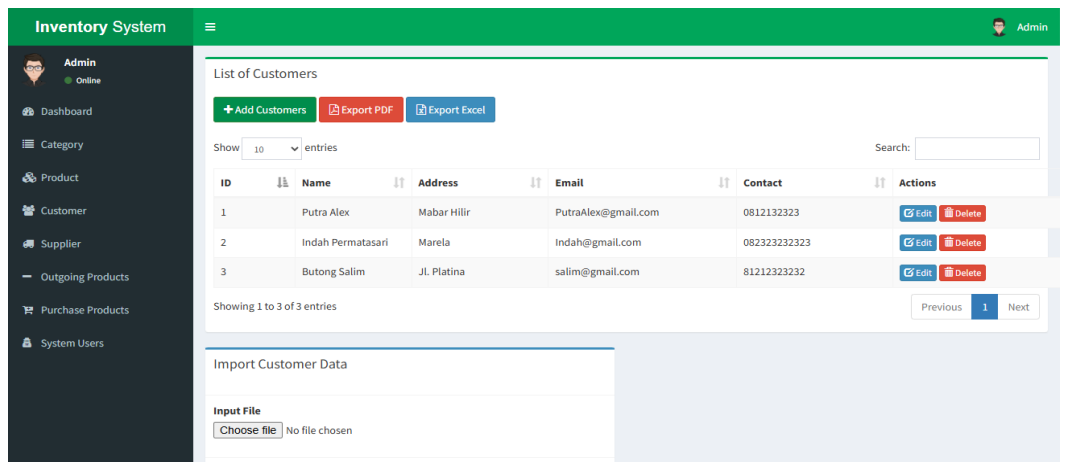 Inventory System
Admin
Admin
Online
Dashboard
Category
Product
Customer
Supplier
Outgoing Products
Purchase Products
System Users
List of Customers
Add Customers Export PDF Export Excel
Show 10 entries Search:
ID Name Address Email Contact Actions
1 Putra Alex Mabar Hilir PutraAlex@gmail.com 0812132323 Edit Delete
2 Indah Permatasari Marela Indah@gmail.com 082323232323 Edit Delete
3 Butong Salim Jl. Platina salim@gmail.com 81212323232 Edit Delete
Showing 1 to 3 of 3 entries Previous 1 Next
Import Customer Data
Input File
Choose file No file chosen